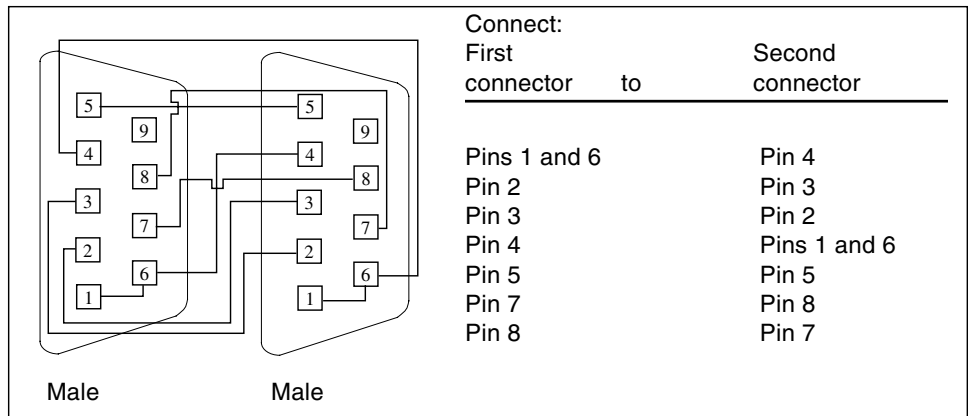 5 5
9 9
4 4
8 8
3 3
7 7
2 2
6 6
1 1
Male Male
Connect:
First Second
connector to connector
Pins 1 and 6 Pin 4
Pin 2 Pin 3
Pin 3 Pin 2
Pin 4 Pins 1 and 6
Pin 5 Pin 5
Pin 7 Pin 8
Pin 8 Pin 7